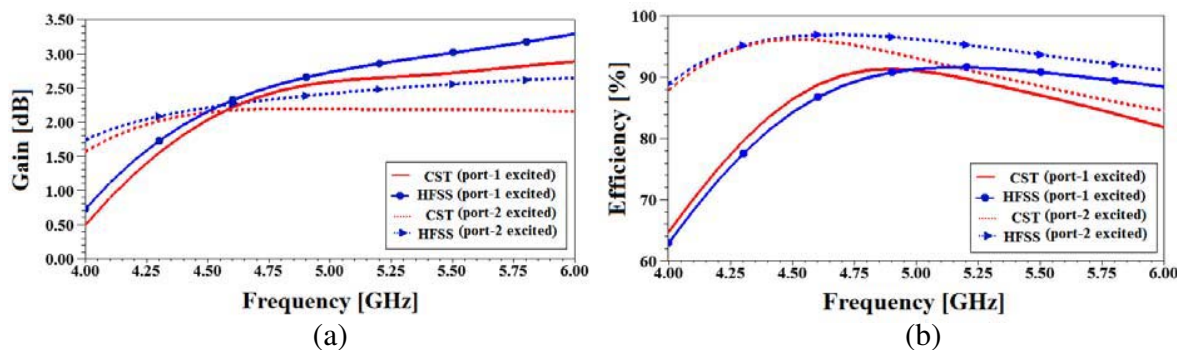 3.50
3.00
2.50
2.00
1.50
1.00
0.50
0.00
Gain [dB]
4.00 4.25 4.50 4.75 5.00 5.25 5.50 5.75 6.00
Frequency [GHz]
CST (port-1 excited)
HFSS (port-1 excited)
CST (port-2 excited)
HFSS (port-2 excited)
(a)
100
90
80
70
60
Efficiency [%]
4.00 4.25 4.50 4.75 5.00 5.25 5.50 5.75 6.00
Frequency [GHz]
CST (port-1 excited)
HFSS (port-1 excited)
CST (port-2 excited)
HFSS (port-2 excited)
(b)